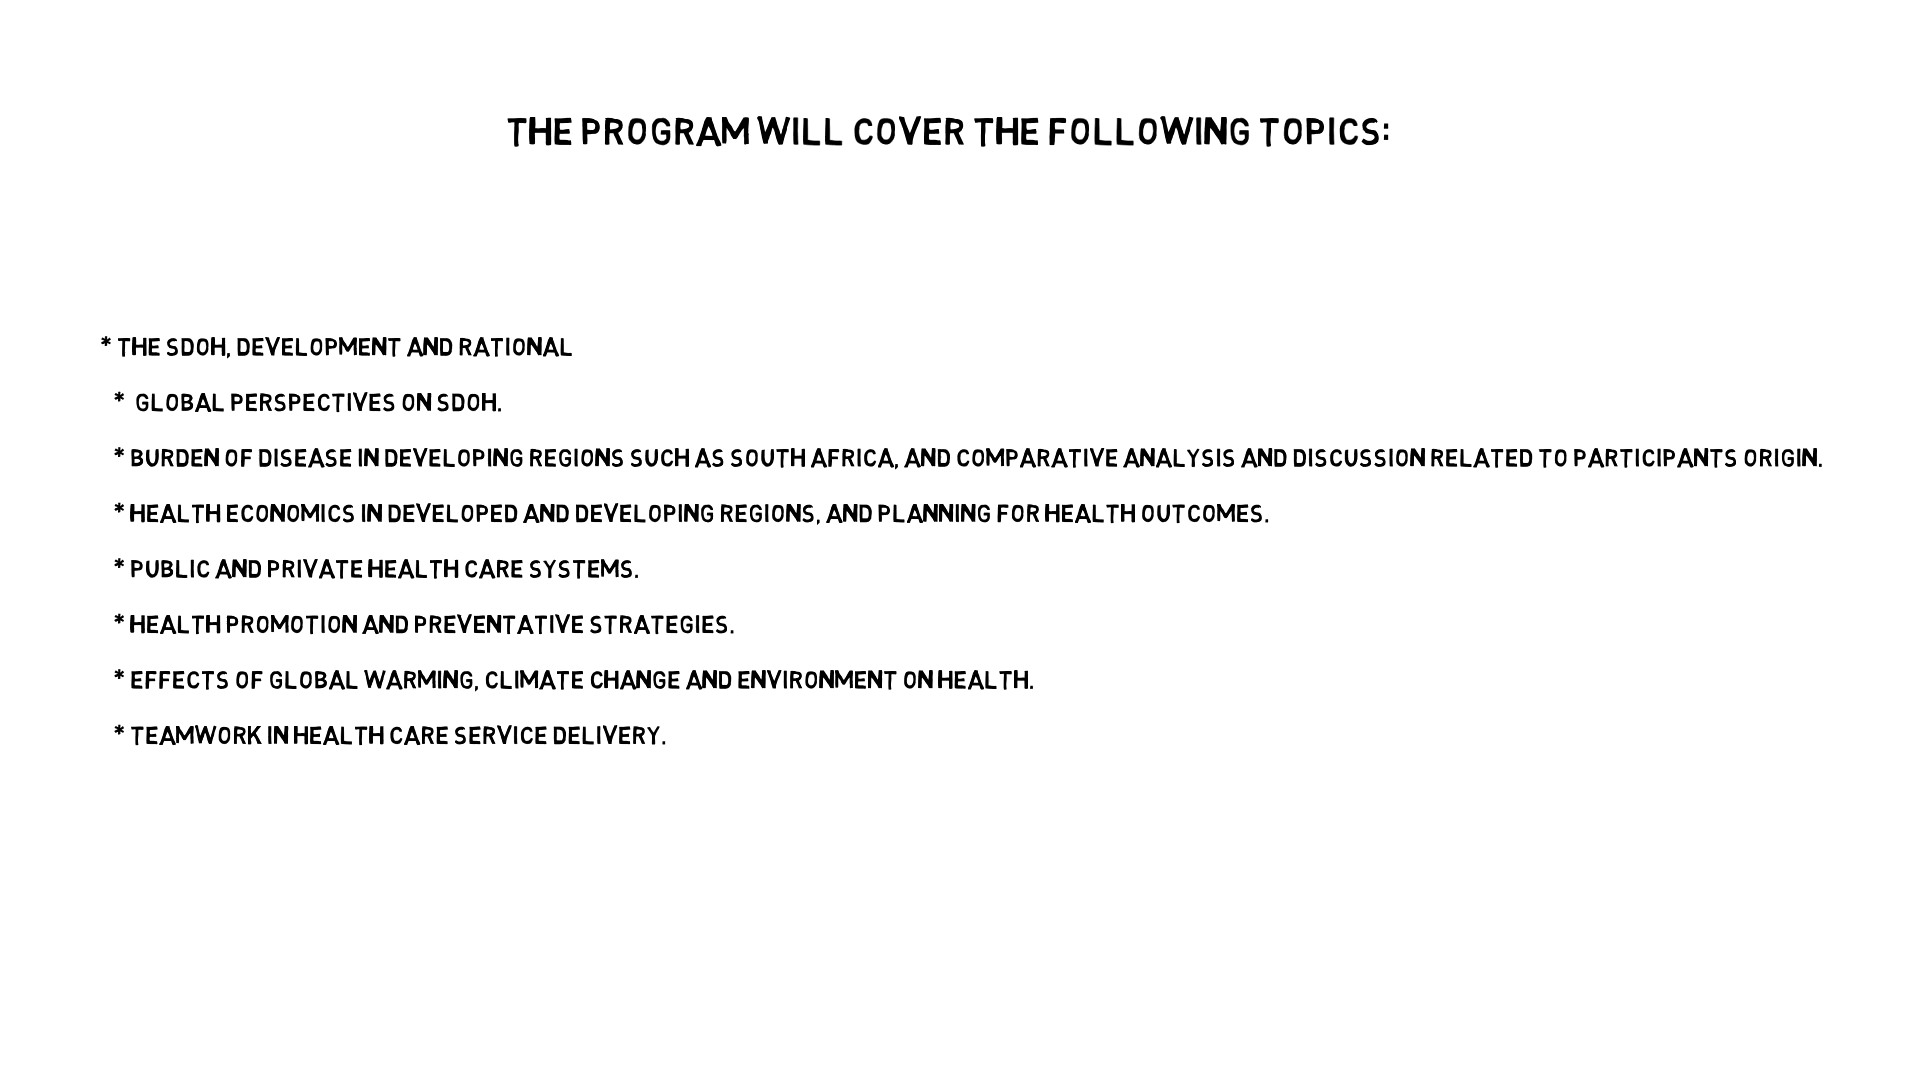 THE PROGRAM WILL COVER THE FOLLOWING TOPICS:
* THE SDOH, DEVELOPMENT AND RATIONAL
* GLOBAL PERSPECTIVES ON SDOH.
* BURDEN OF DISEASE IN DEVELOPING REGIONS SUCH AS SOUTH AFRICA, AND COMPARATIVE ANALYSIS AND DISCUSSION RELATED TO PARTICIPANTS ORIGIN.
* HEALTH ECONOMICS IN DEVELOPED AND DEVELOPING REGIONS, AND PLANNING FOR HEALTH OUTCOMES.
* PUBLIC AND PRIVATE HEALTH CARE SYSTEMS.
* HEALTH PROMOTION AND PREVENTATIVE STRATEGIES.
* EFFECTS OF GLOBAL WARMING, CLIMATE CHANGE AND ENVIRONMENT ON HEALTH.
* TEAMWORK IN HEALTH CARE SERVICE DELIVERY.